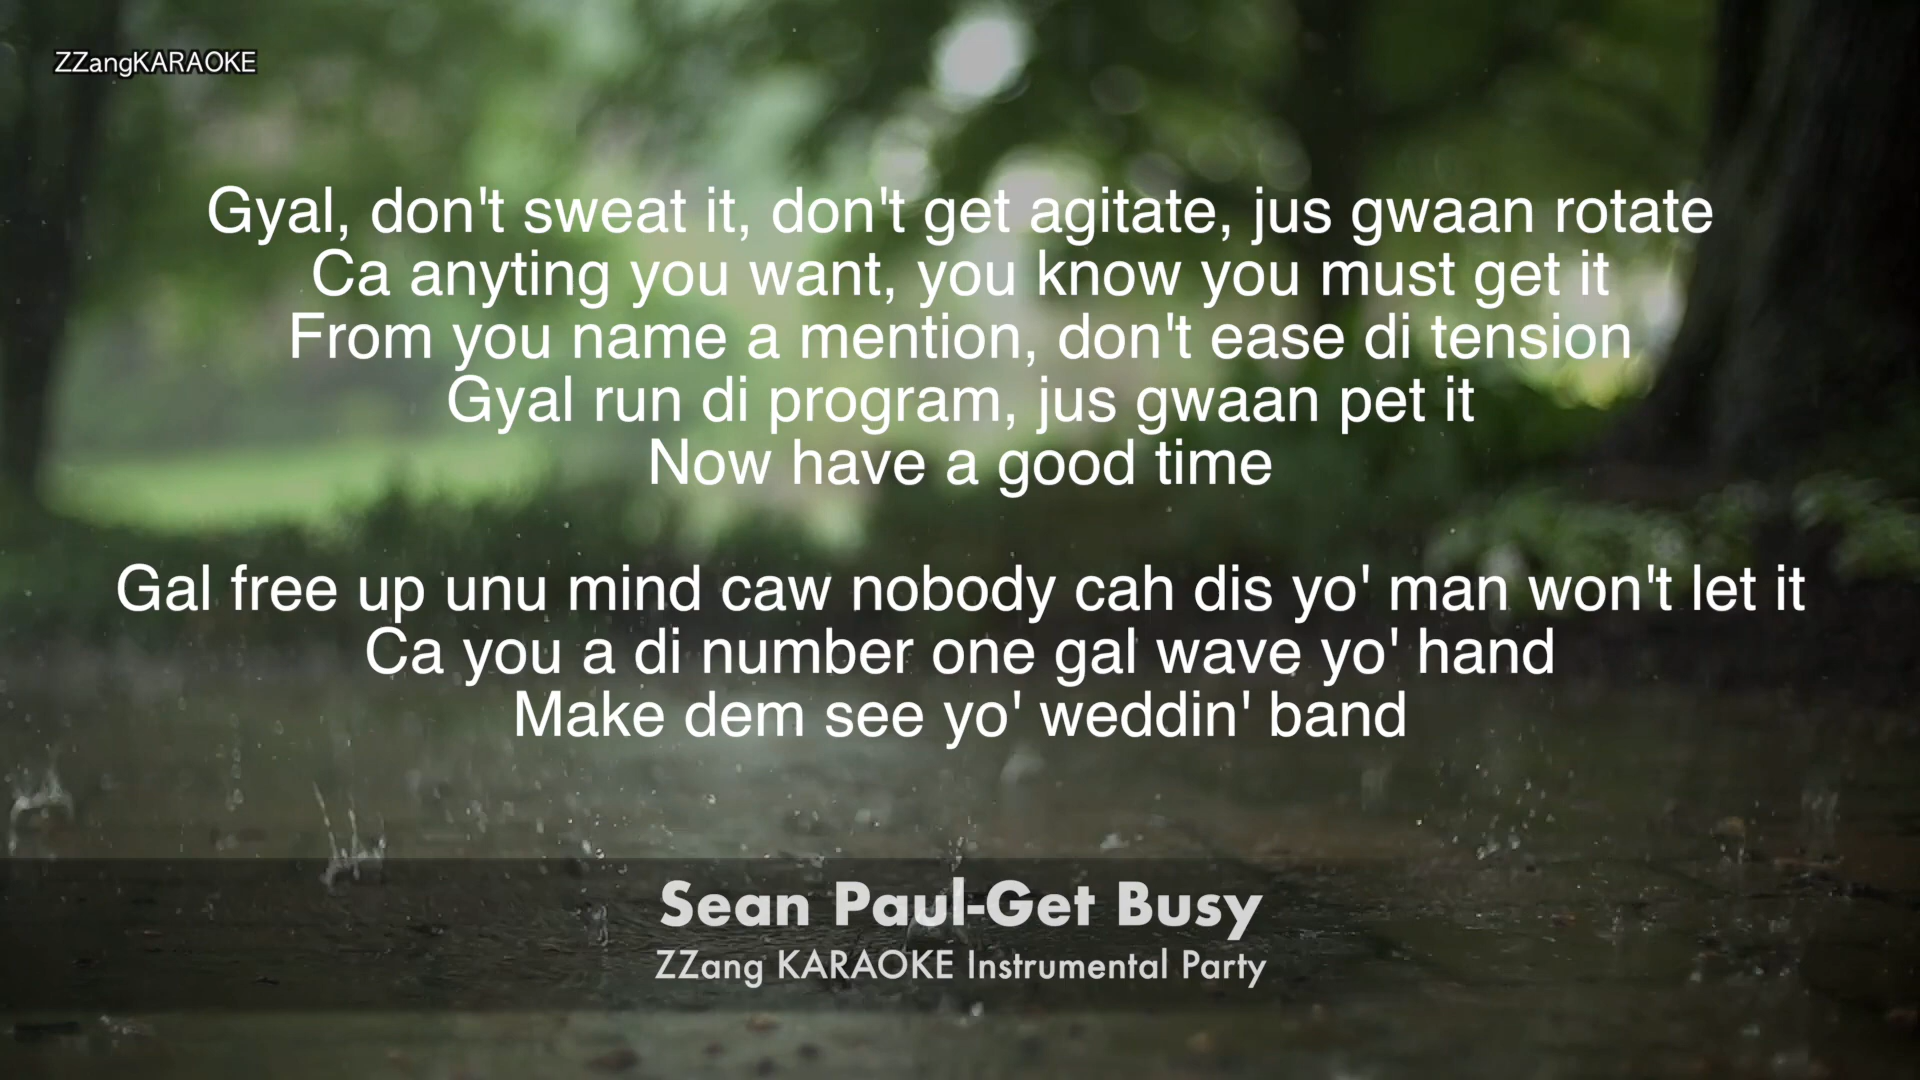 ZZangKARAOKE
Gyal, don't sweat it, don't get agitate, jus gwaan rotate
Ca anyting you want, you know you must get it
From you name a mention, don't ease di tension
Gyal run di program, jus gwaan pet it
Now have a good time
Gal free up unu mind caw nobody cah dis yo' man won't let it
Ca you a di number one gal wave yo' hand
Make dem see yo' weddin' band
Sean Paul-Get Busy
ZZang KARAOKE Instrumental Party